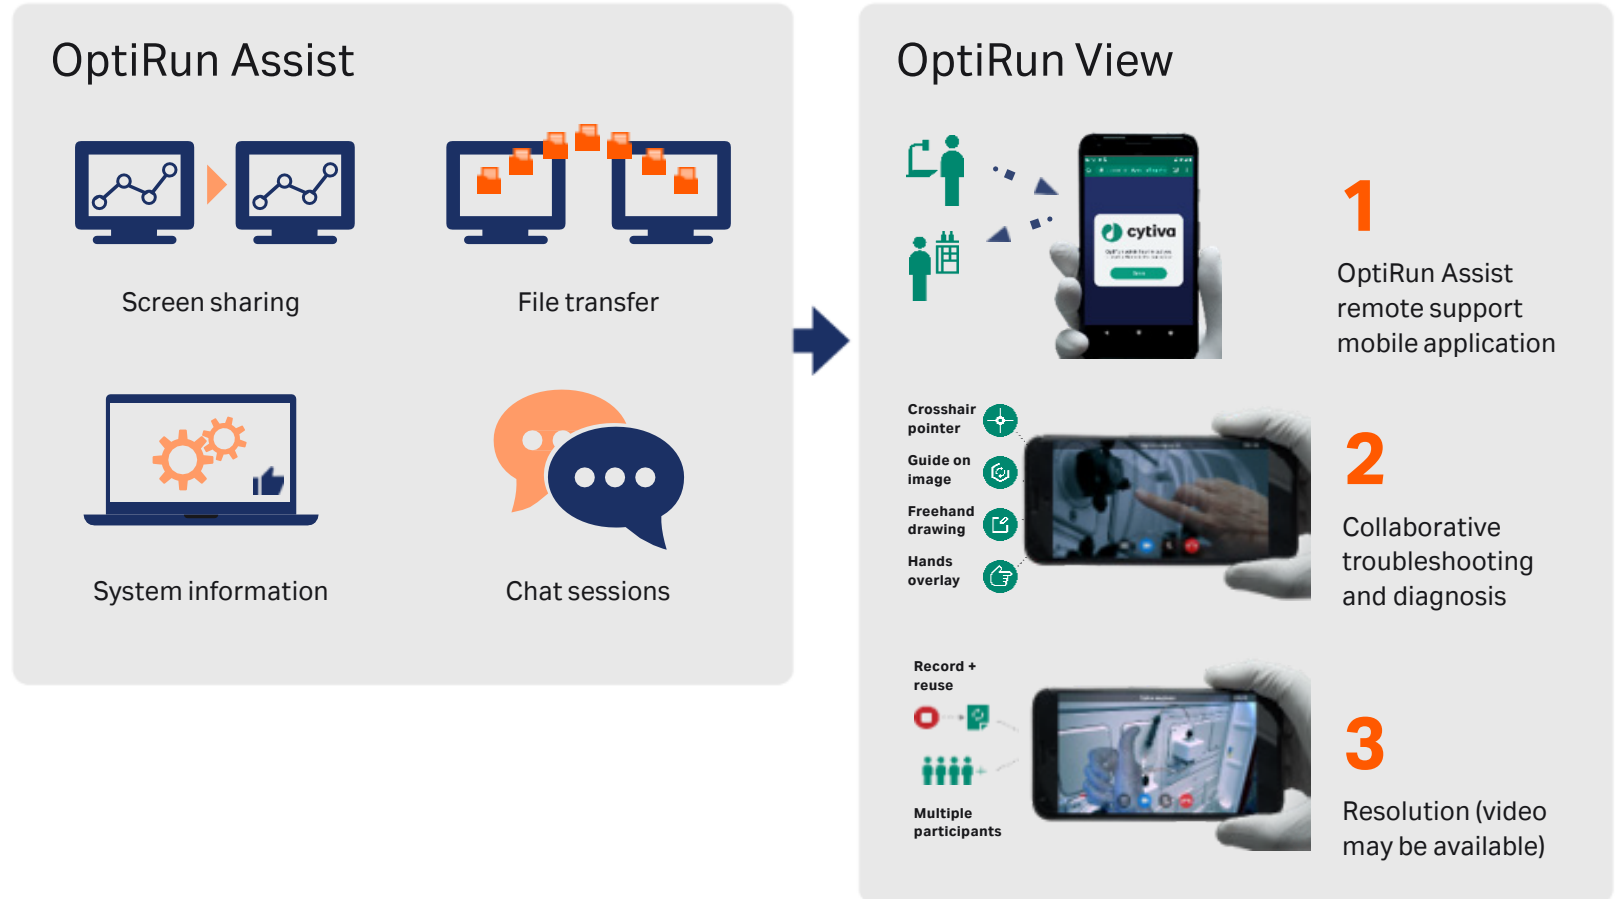 OptiRun Assist
Screen sharing
File transfer
System information
Chat sessions
OptiRun View
cytiva
1
OptiRun Assist
remote support
mobile application
Crosshair
pointer
Guide on
image
Freehand
drawing
Hands
overlay
2
Collaborative
troubleshooting
and diagnosis
Record +
reuse
Multiple
participants
3
Resolution (video
may be available)